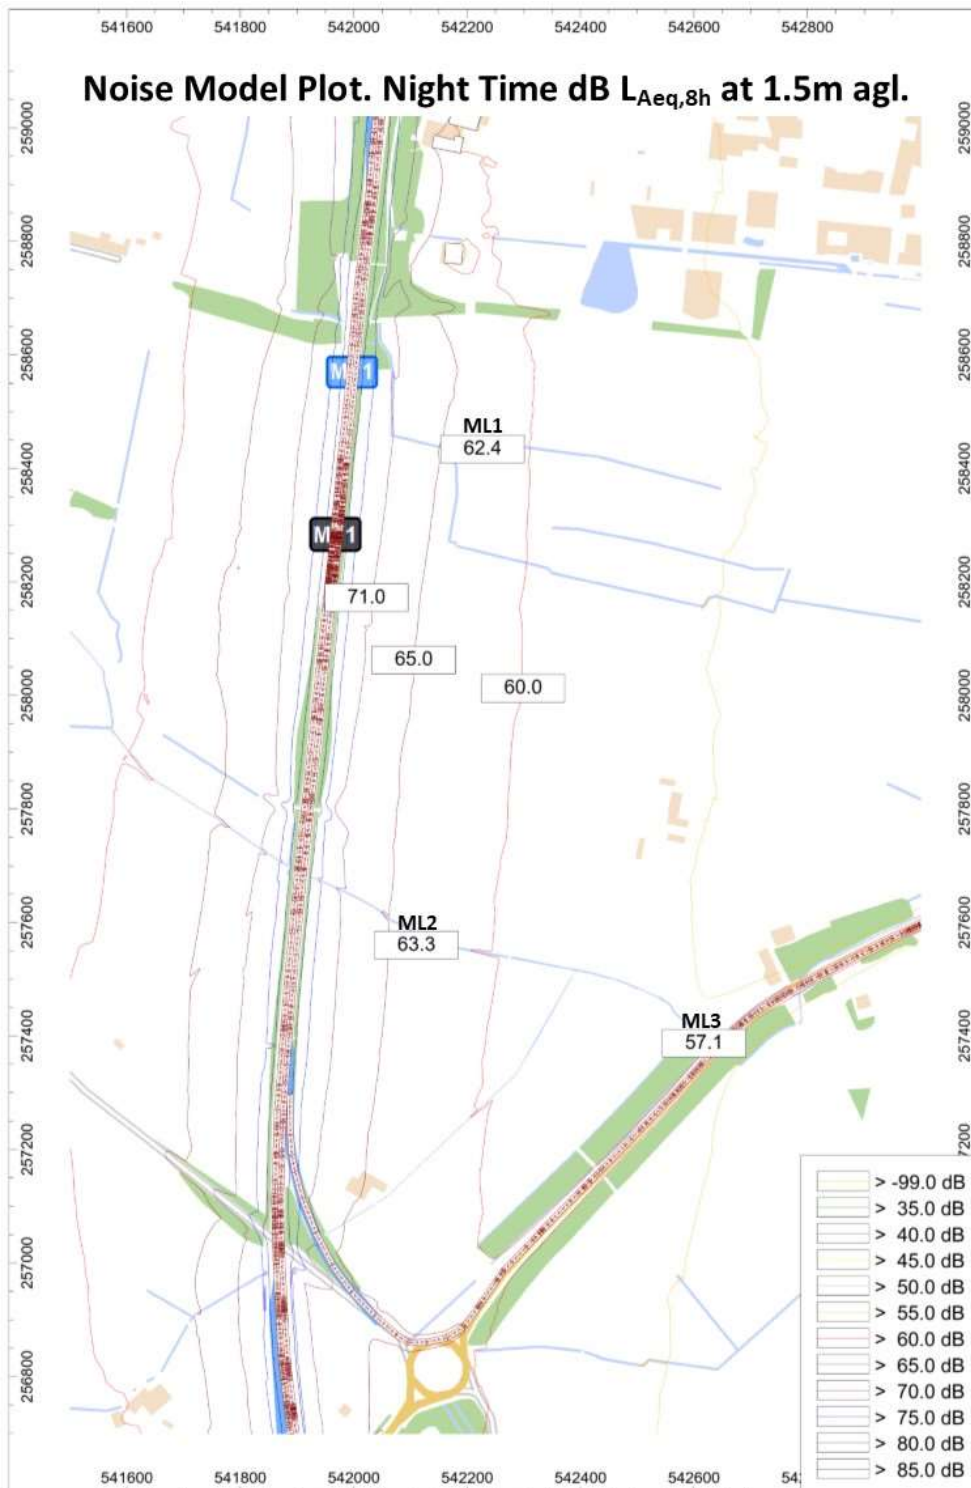 541600 541800 542000 542200 542400 542600 542800
Noise Model Plot. Night Time dB LAeq,8h at 1.5m agl.
259000 259000
258800 258800
258600 258600
M 1
ML1
62.4
258400 258400
M 1
258200 258200
71.0
65.0
60.0
258000 258000
257800 257800
257600 257600
ML2
63.3
ML3
57.1
257400 257400
257200 7200
> -99.0 dB
> 35.0 dB
> 40.0 dB
> 45.0 dB
> 50.0 dB
> 55.0 dB
> 60.0 dB
> 65.0 dB
> 70.0 dB
> 75.0 dB
> 80.0 dB
> 85.0 dB
257000
256800
541600 541800 542000 542200 542400 542600 542